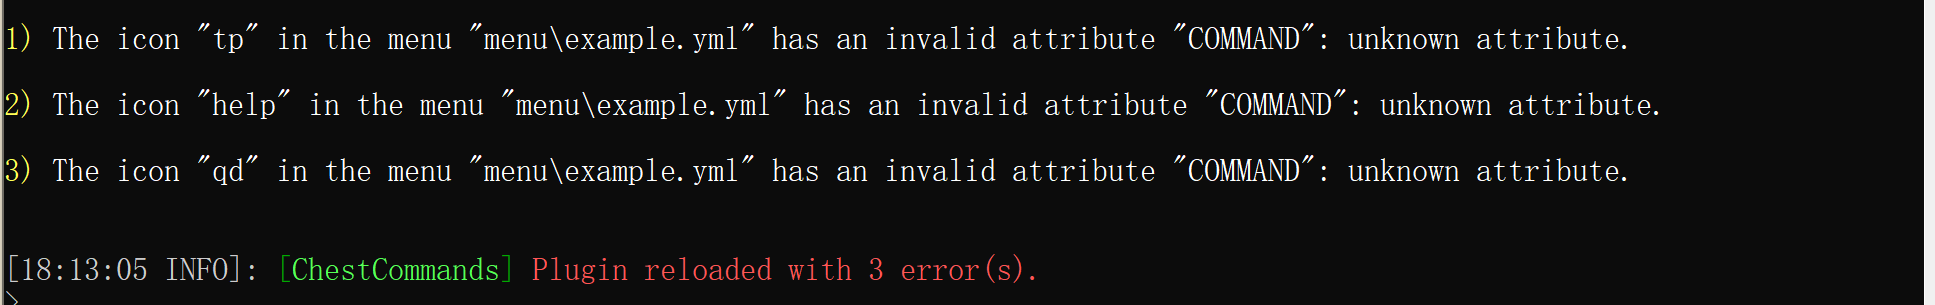 1) The icon "tp" in the menu "menu\example.yml" has an invalid attribute "COMMAND": unknown attribute.
2) The icon "help" in the menu "menu\example.yml" has an invalid attribute "COMMAND": unknown attribute.
3) The icon "qd" in the menu "menu\example.yml" has an invalid attribute "COMMAND": unknown attribute.
[18:13:05 INFO]: [ChestCommands] Plugin reloaded with 3 error(s).
>